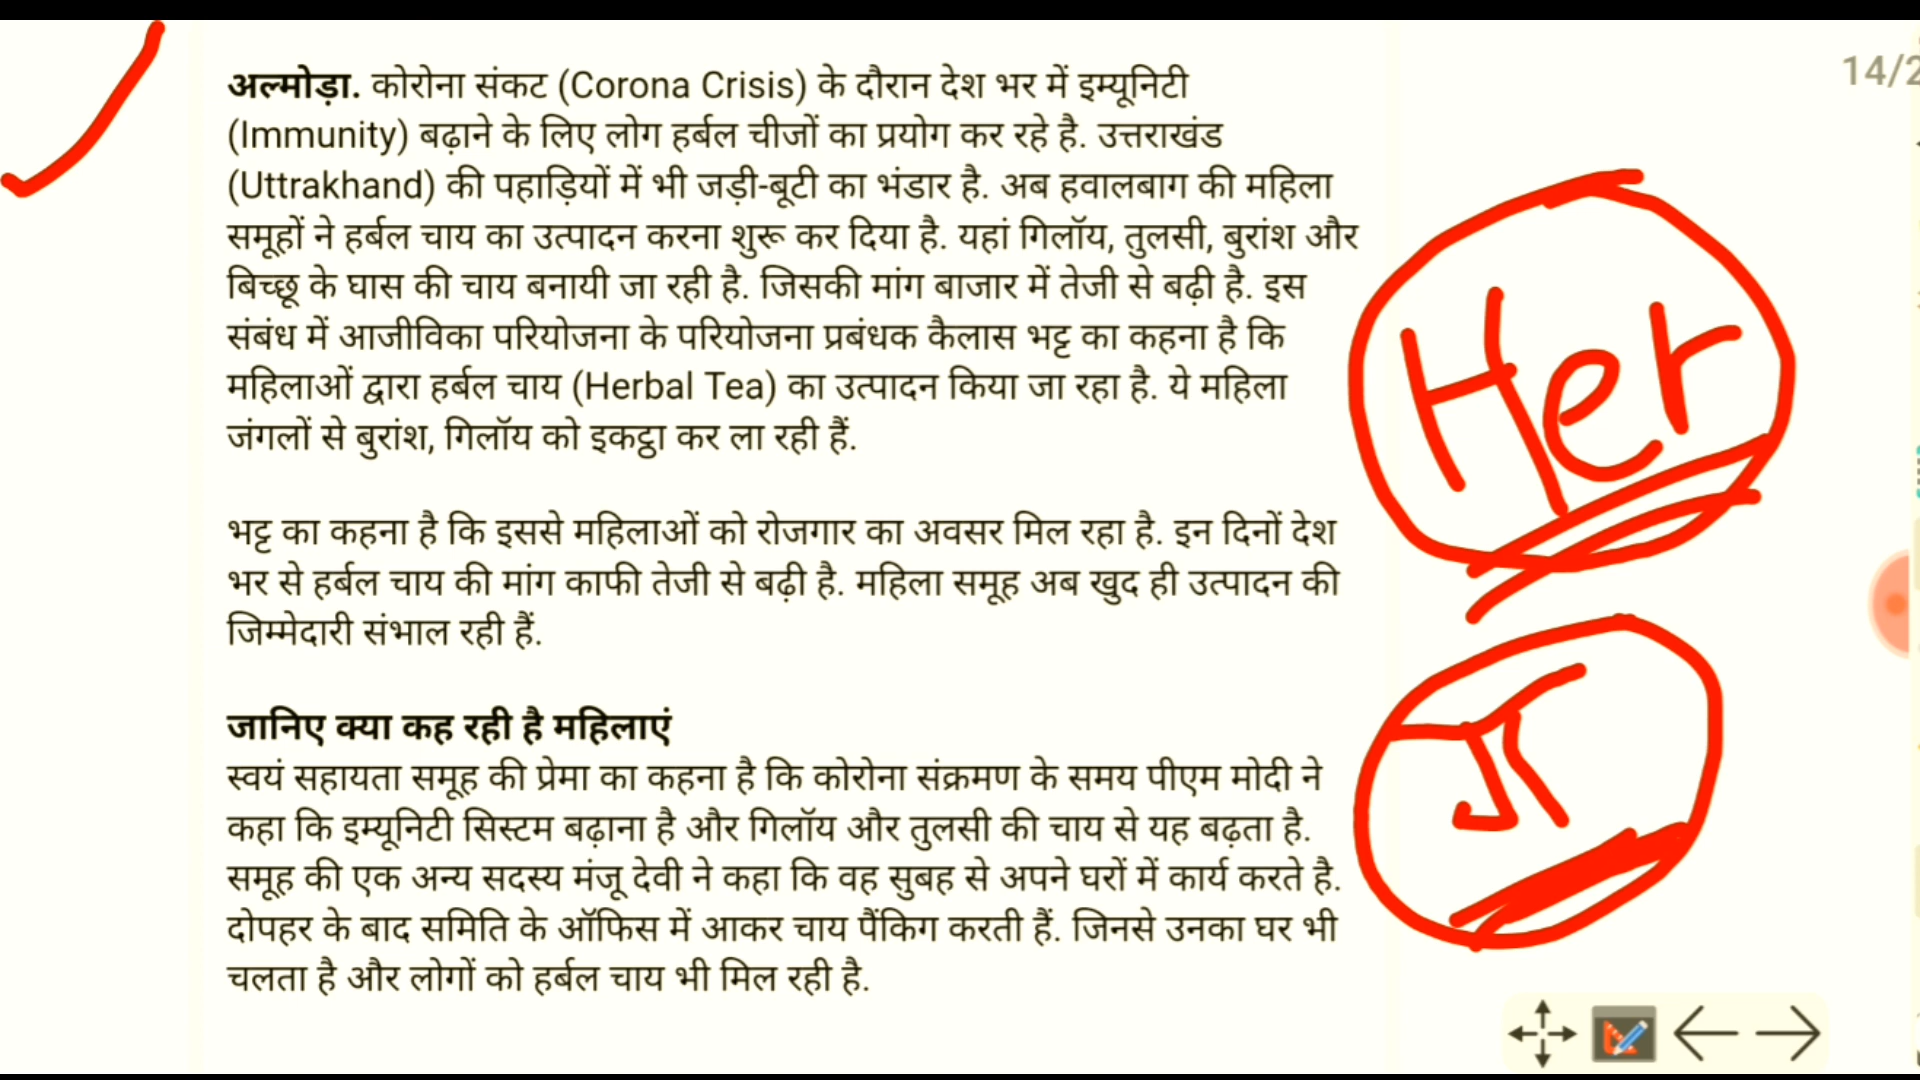 अल्मोड़ा. कोरोना संकट (Corona Crisis) के दौरान देश भर में इम्यूनिटी
(Immunity) बढ़ाने के लिए लोग हर्बल चीजों का प्रयोग कर रहे है. उत्तराखंड
(Uttrakhand) की पहाड़ियों में भी जड़ी-बूटी का भंडार है. अब हवालबाग की महिला
समूहों ने हर्बल चाय का उत्पादन करना शुरू कर दिया है. यहां गिलॉय, तुलसी, बुरांश और
बिच्छू के घास की चाय बनायी जा रही है. जिसकी मांग बाजार में तेजी से बढ़ी है. इस
संबंध में आजीविका परियोजना के परियोजना प्रबंधक कैलास भट्ट का कहना है कि
महिलाओं द्वारा हर्बल चाय (Herbal Tea) का उत्पादन किया जा रहा है. ये महिला
जंगलों से बुरांश, गिलॉय को इकट्ठा कर ला रही हैं.
भट्ट का कहना है कि इससे महिलाओं को रोजगार का अवसर मिल रहा है. इन दिनों देश
भर से हर्बल चाय की मांग काफी तेजी से बढ़ी है. महिला समूह अब खुद ही उत्पादन की
जिम्मेदारी संभाल रही हैं.
जानिए क्या कह रही है महिलाएं
स्वयं सहायता समूह की प्रेमा का कहना है कि कोरोना संक्रमण के समय पीएम मोदी ने
कहा कि इम्यूनिटी सिस्टम बढ़ाना है और गिलॉय और तुलसी की चाय से यह बढ़ता है.
समूह की एक अन्य सदस्य मंजू देवी ने कहा कि वह सुबह से अपने घरों में कार्य करते है.
दोपहर के बाद समिति के ऑफिस में आकर चाय पैंकिग करती हैं. जिनसे उनका घर भी
चलता है और लोगों को हर्बल चाय भी मिल रही है.
14/2
Her